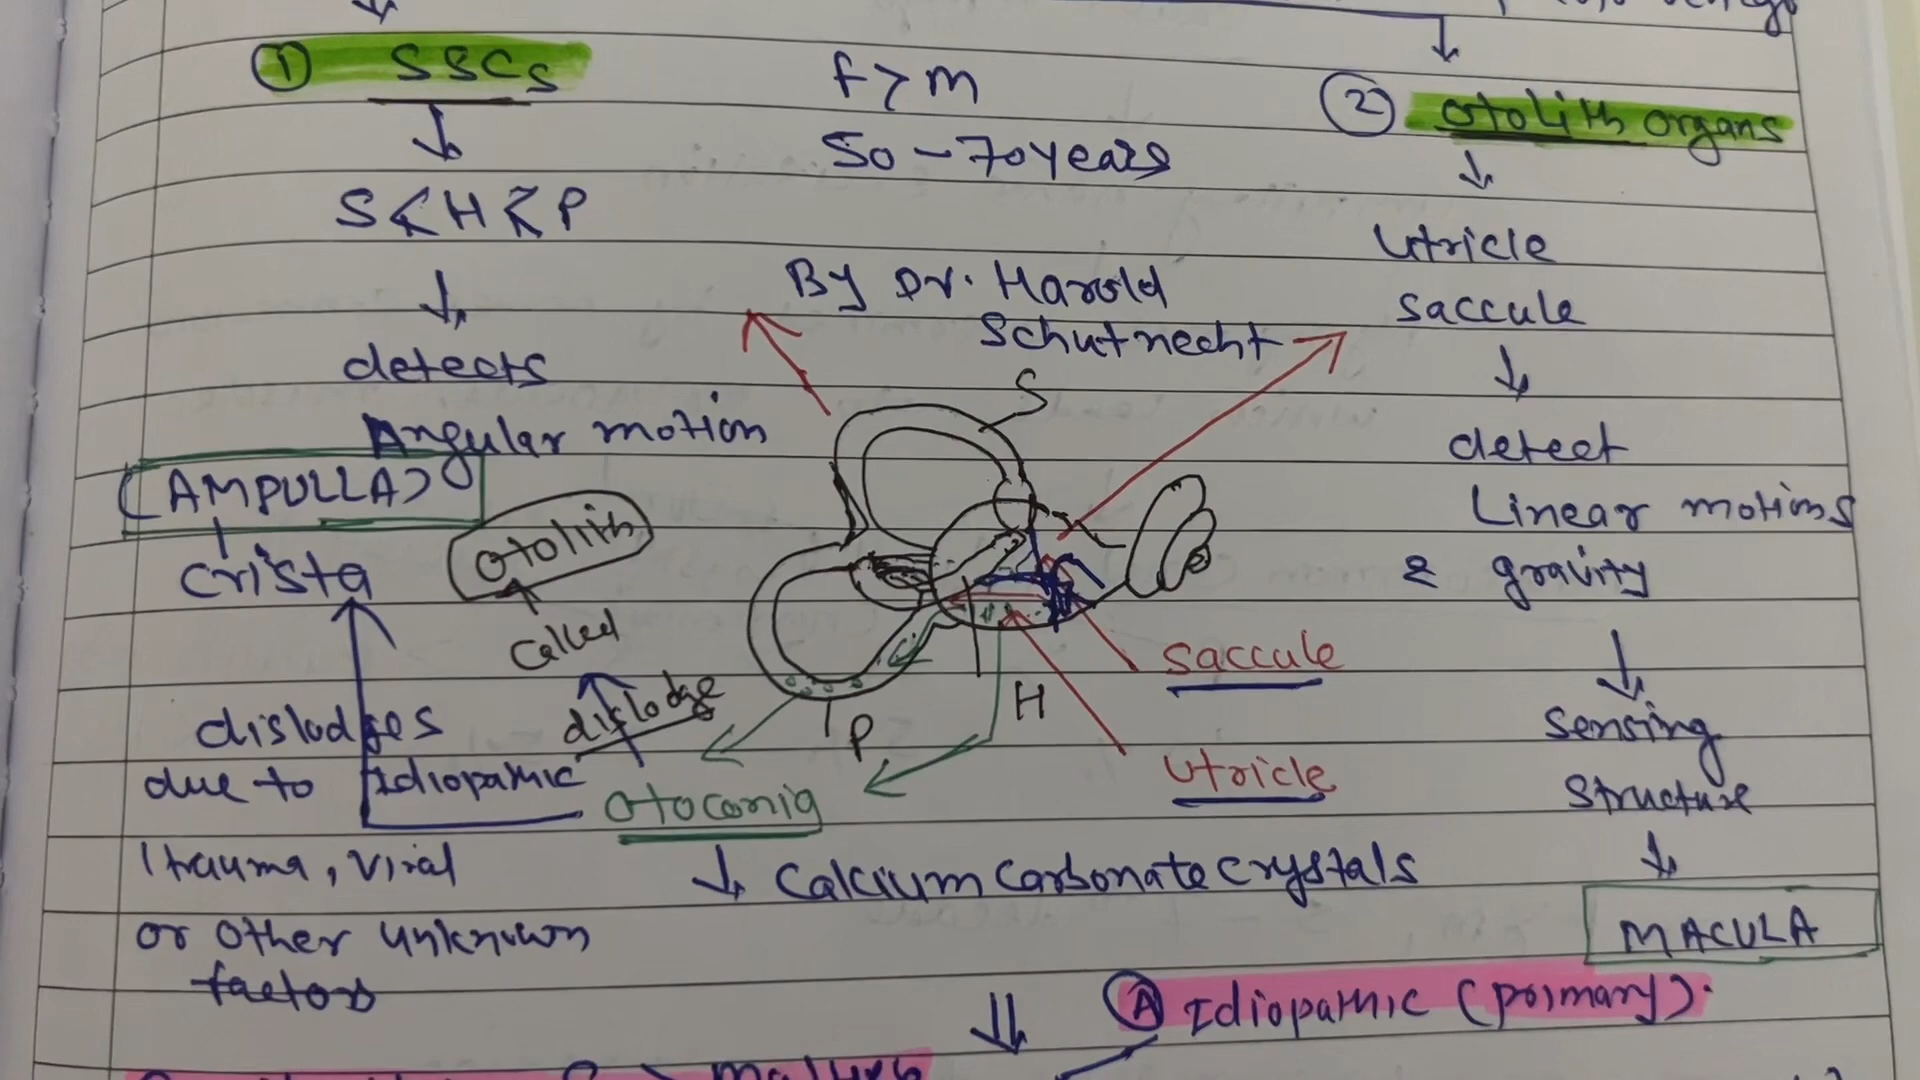 ① SSCs
↓
S < H < P
↓
detects
Angular motion
(AMPULLA)
crista
f > m
50 - 70 years
By Dr. Harold
Schutnecht
② otolith organs
↓
Utricle
saccule
↓
detect
Linear motions
& gravity
↓
Sensing
structure
↓
MACULA
S
otolith
called
dislodge
P
H
saccule
utricle
dislodges
due to Idiopathic
trauma, viral
or other unknown
factors
otoconia
↓ Calcium carbonate crystals
Ⓐ Idiopathic (primary).